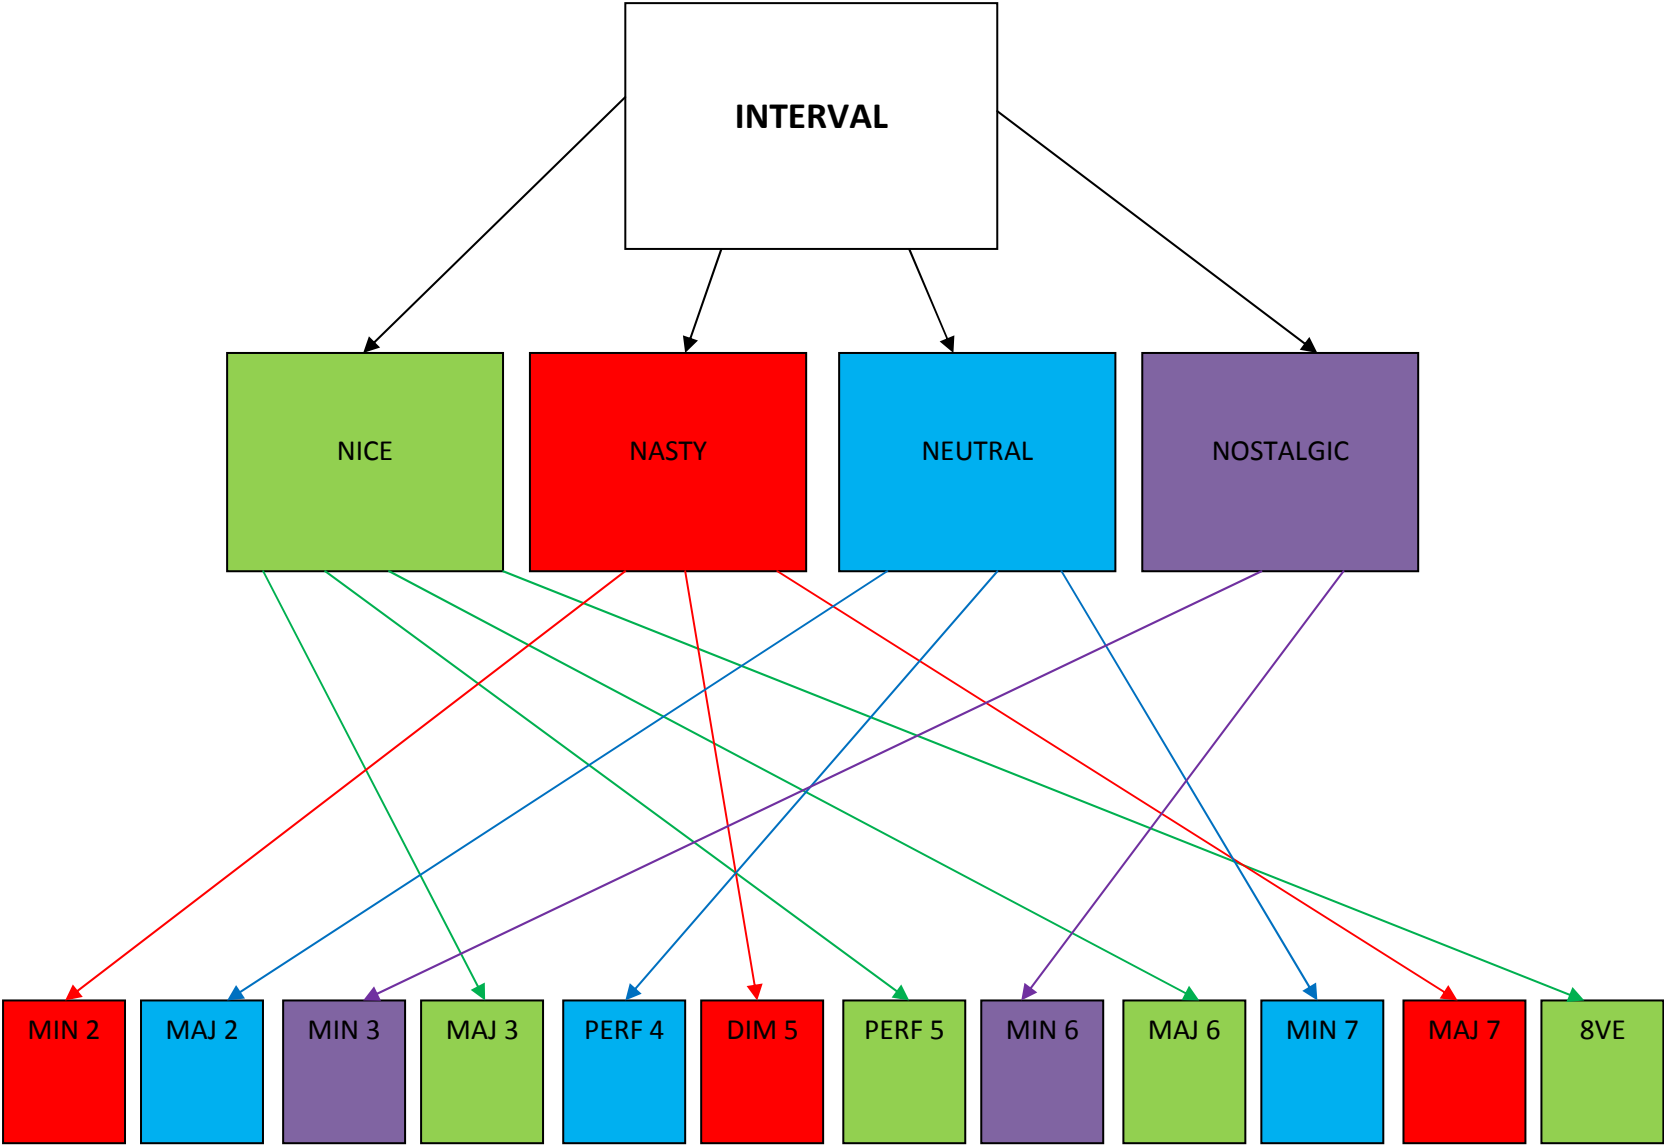 INTERVAL
NICE
NASTY
NEUTRAL
NOSTALGIC
MIN 2
MAJ 2
MIN 3
MAJ 3
PERF 4
DIM 5
PERF 5
MIN 6
MAJ 6
MIN 7
MAJ 7
8VE